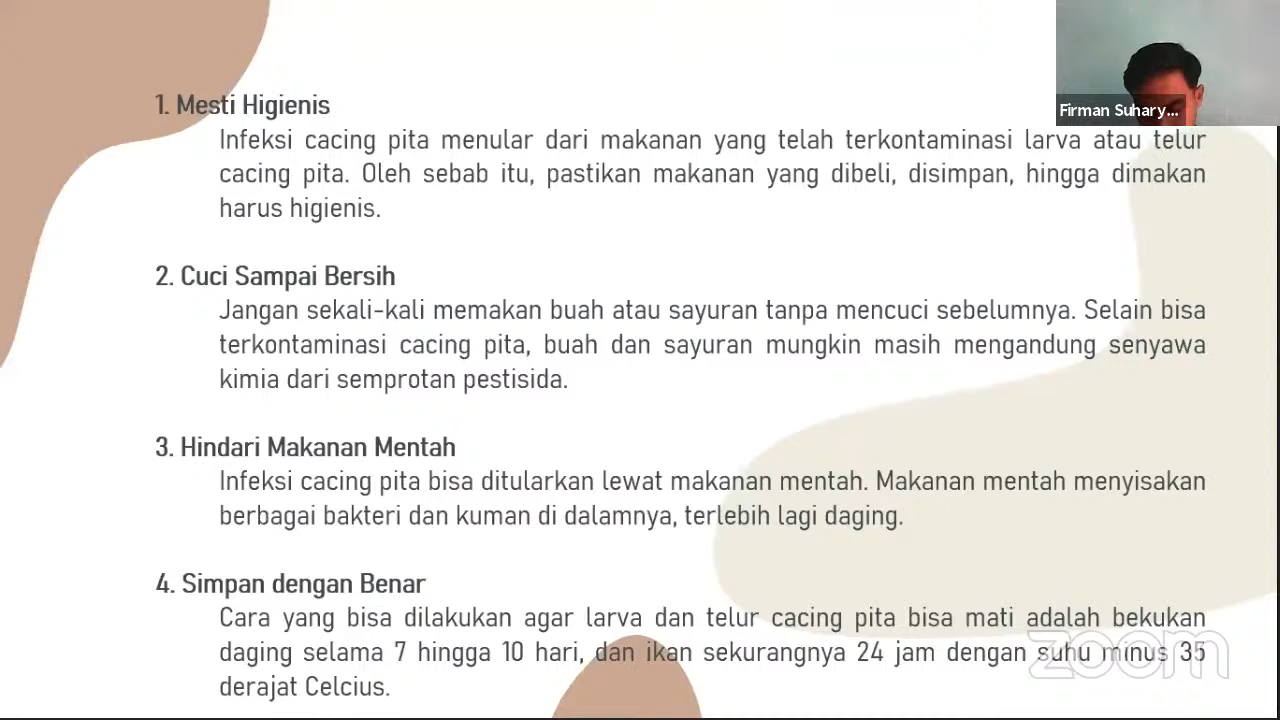 Firman Suhary...
1. Mesti Higienis
Infeksi cacing pita menular dari makanan yang telah terkontaminasi larva atau telur
cacing pita. Oleh sebab itu, pastikan makanan yang dibeli, disimpan, hingga dimakan
harus higienis.
2. Cuci Sampai Bersih
Jangan sekali-kali memakan buah atau sayuran tanpa mencuci sebelumnya. Selain bisa
terkontaminasi cacing pita, buah dan sayuran mungkin masih mengandung senyawa
kimia dari semprotan pestisida.
3. Hindari Makanan Mentah
Infeksi cacing pita bisa ditularkan lewat makanan mentah. Makanan mentah menyisakan
berbagai bakteri dan kuman di dalamnya, terlebih lagi daging.
4. Simpan dengan Benar
Cara yang bisa dilakukan agar larva dan telur cacing pita bisa mati adalah bekukan
daging selama 7 hingga 10 hari, dan ikan sekurangnya 24 jam dengan suhu minus 35
derajat Celcius.
zoom